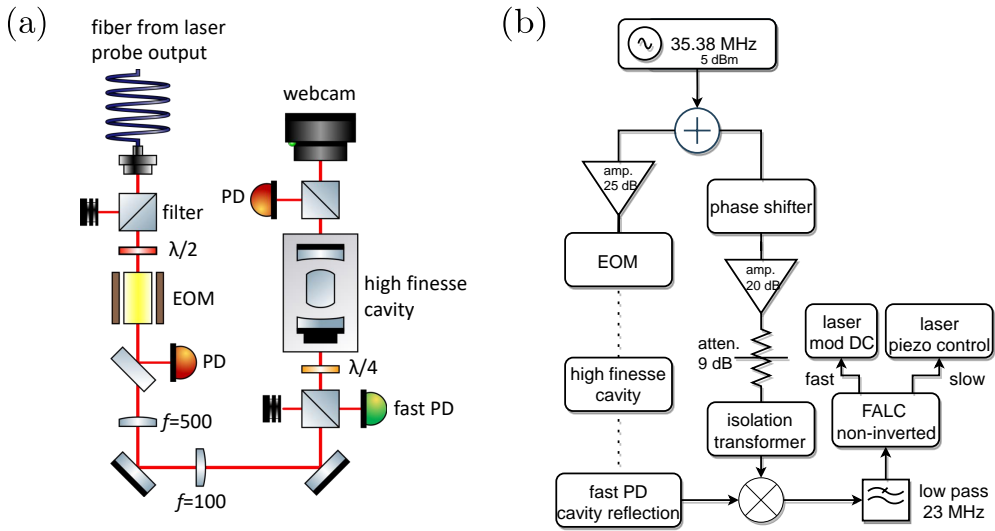 (a)
fiber from laser
probe output
webcam
PD
filter
λ/2
EOM
high finesse
cavity
PD
λ/4
fast PD
f=500
f=100
(b)
35.38 MHz
5 dBm
amp.
25 dB
phase shifter
EOM
amp.
20 dB
atten.
9 dB
laser
mod DC
laser
piezo control
fast
slow
high finesse
cavity
isolation
transformer
FALC
non-inverted
fast PD
cavity reflection
low pass
23 MHz